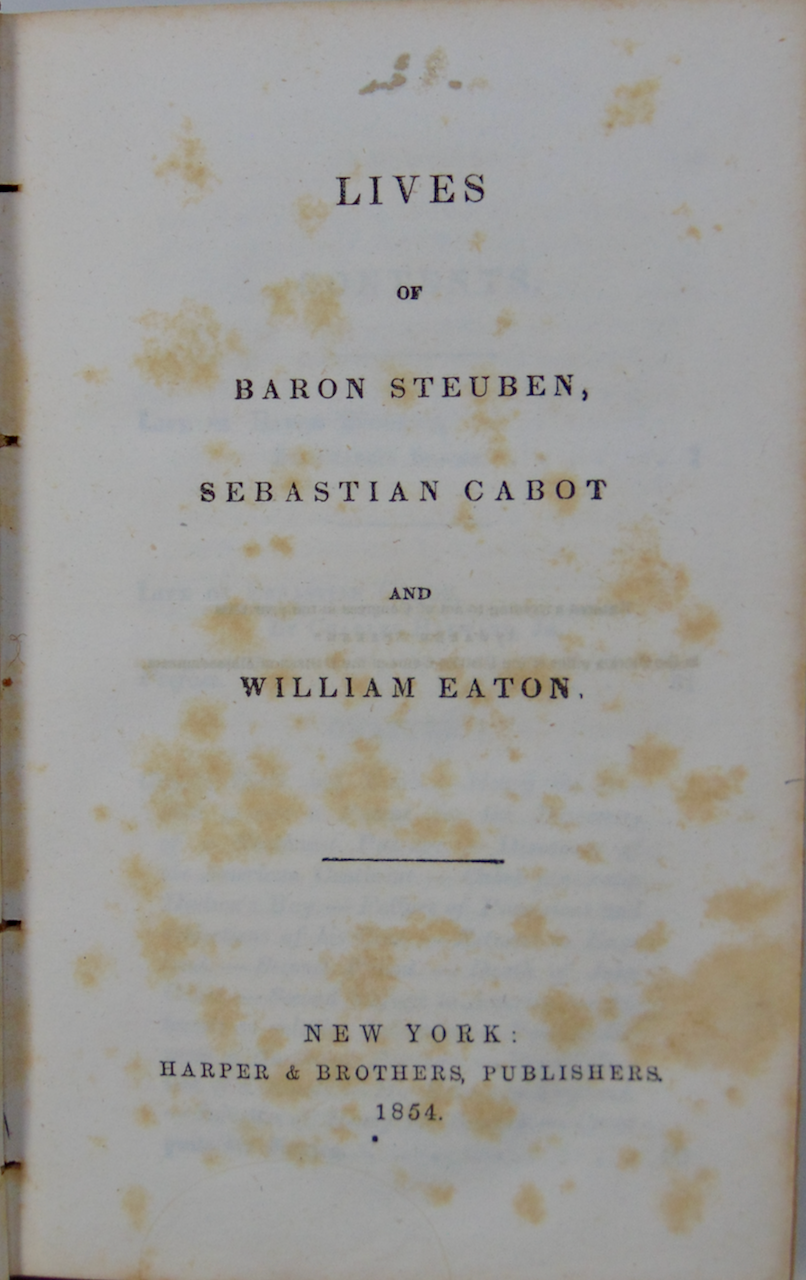 LIVES
OF
BARON STEUBEN,
SEBASTIAN CABOT
AND
WILLIAM EATON.
NEW YORK:
HARPER & BROTHERS, PUBLISHERS.
1854.